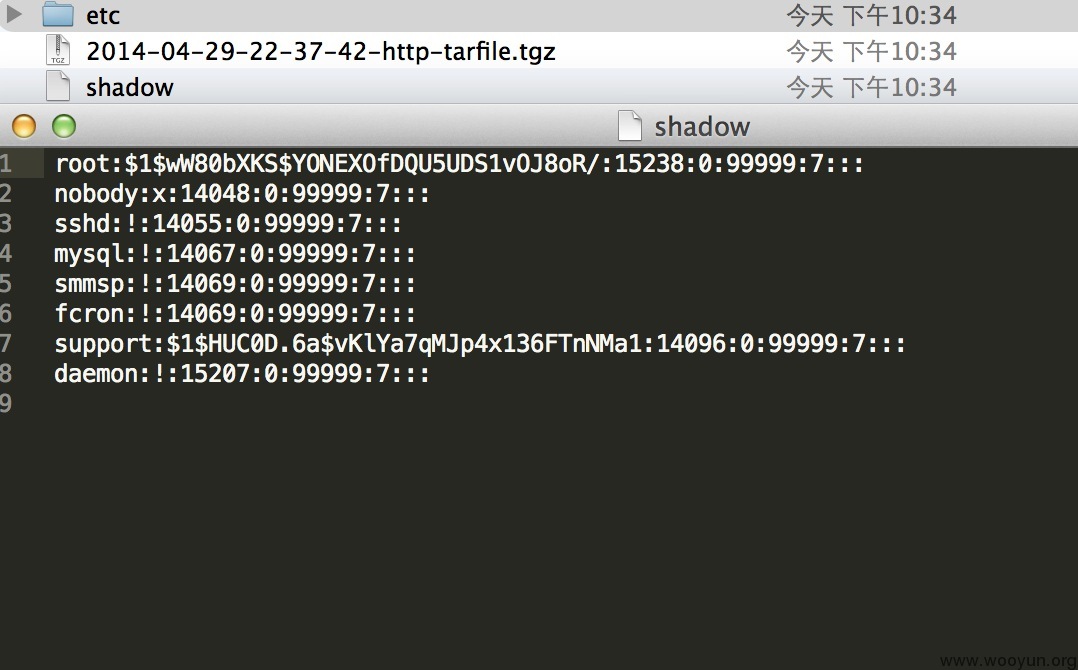 etc 今天 下午10:34
2014-04-29-22-37-42-http-tarfile.tgz 今天 下午10:34
TGZ
shadow 今天 下午10:34
shadow
1 root:$1$wW80bXKS$YONEXOfDQU5UDS1vOJ8oR/:15238:0:99999:7:::
2 nobody:x:14048:0:99999:7:::
3 sshd:!:14055:0:99999:7:::
4 mysql:!:14067:0:99999:7:::
5 smmsp:!:14069:0:99999:7:::
6 fcron:!:14069:0:99999:7:::
7 support:$1$HUC0D.6a$vKlYa7qMJp4x136FTnNMa1:14096:0:99999:7:::
8 daemon:!:15207:0:99999:7:::
9
www.wooyun.org